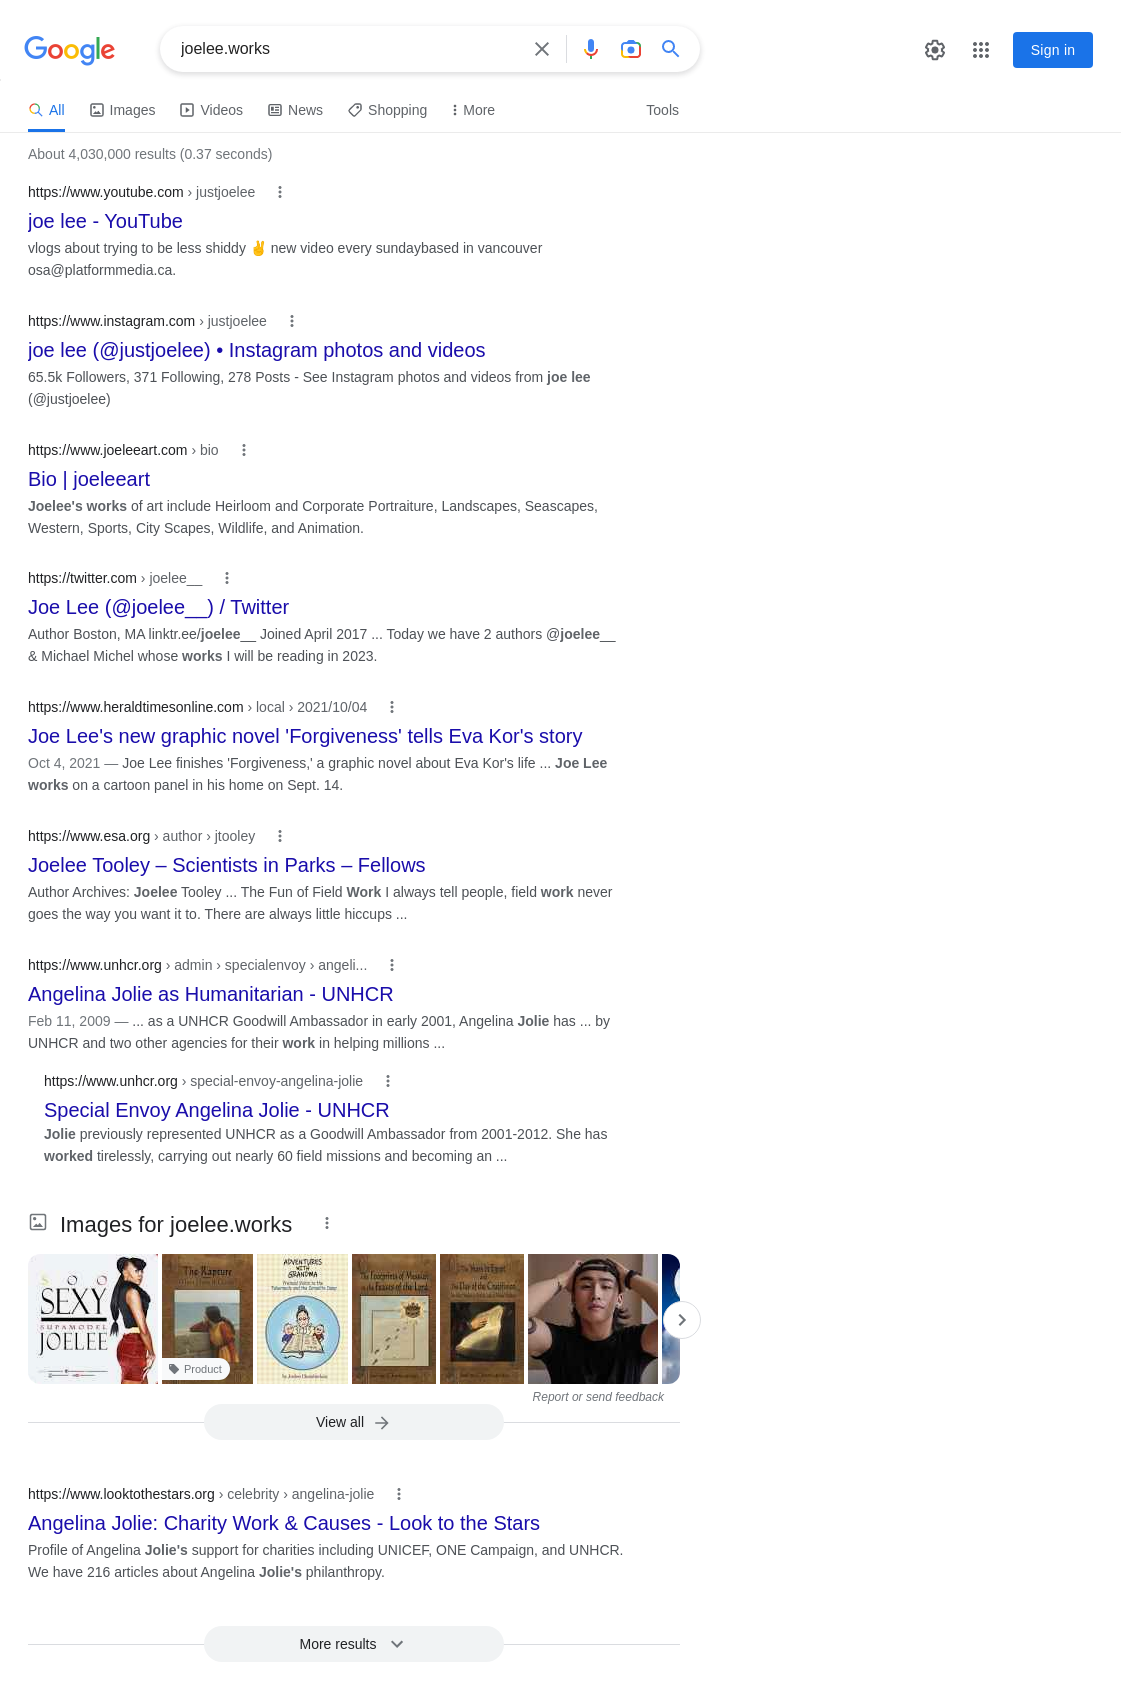 Google
joelee.works
Sign in
All
Images
Videos
News
Shopping
More
Tools
About 4,030,000 results (0.37 seconds)
https://www.youtube.com › justjoelee
joe lee - YouTube
vlogs about trying to be less shiddy ✌️ new video every sundaybased in vancouver
osa@platformmedia.ca.
https://www.instagram.com › justjoelee
joe lee (@justjoelee) • Instagram photos and videos
65.5k Followers, 371 Following, 278 Posts - See Instagram photos and videos from joe lee
(@justjoelee)
https://www.joeleeart.com › bio
Bio | joeleeart
Joelee's works of art include Heirloom and Corporate Portraiture, Landscapes, Seascapes,
Western, Sports, City Scapes, Wildlife, and Animation.
https://twitter.com › joelee__
Joe Lee (@joelee__) / Twitter
Author Boston, MA linktr.ee/joelee__ Joined April 2017 ... Today we have 2 authors @joelee__
& Michael Michel whose works I will be reading in 2023.
https://www.heraldtimesonline.com › local › 2021/10/04
Joe Lee's new graphic novel 'Forgiveness' tells Eva Kor's story
Oct 4, 2021 — Joe Lee finishes 'Forgiveness,' a graphic novel about Eva Kor's life ... Joe Lee
works on a cartoon panel in his home on Sept. 14.
https://www.esa.org › author › jtooley
Joelee Tooley – Scientists in Parks – Fellows
Author Archives: Joelee Tooley ... The Fun of Field Work I always tell people, field work never
goes the way you want it to. There are always little hiccups ...
https://www.unhcr.org › admin › specialenvoy › angeli...
Angelina Jolie as Humanitarian - UNHCR
Feb 11, 2009 — ... as a UNHCR Goodwill Ambassador in early 2001, Angelina Jolie has ... by
UNHCR and two other agencies for their work in helping millions ...
https://www.unhcr.org › special-envoy-angelina-jolie
Special Envoy Angelina Jolie - UNHCR
Jolie previously represented UNHCR as a Goodwill Ambassador from 2001-2012. She has
worked tirelessly, carrying out nearly 60 field missions and becoming an ...
Images for joelee.works
S O O
SEXY
SUPAMODEL
JOELEE
The Rapture
ADVENTURES
WITH
GRANDMA
The Footprints of Messiah
in the Feasts of the Lord
Product
Report or send feedback
View all
https://www.looktothestars.org › celebrity › angelina-jolie
Angelina Jolie: Charity Work & Causes - Look to the Stars
Profile of Angelina Jolie's support for charities including UNICEF, ONE Campaign, and UNHCR.
We have 216 articles about Angelina Jolie's philanthropy.
More results